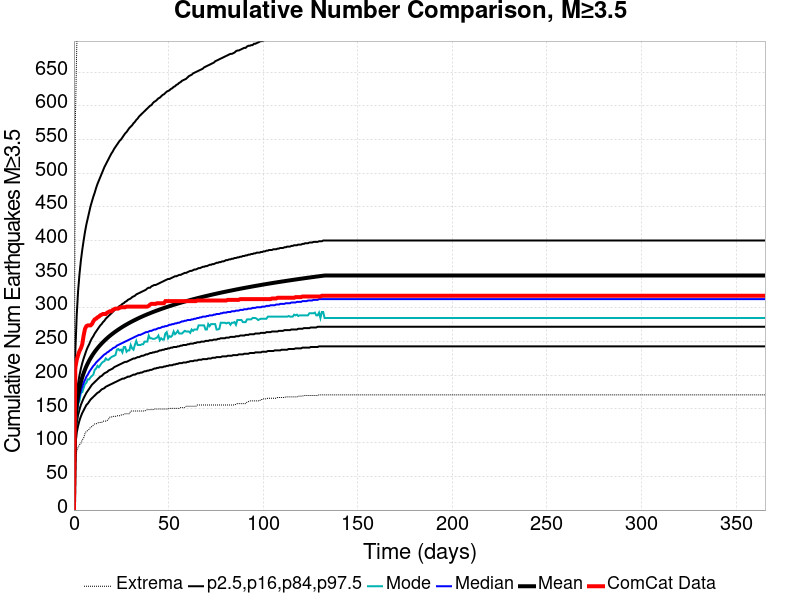 Cumulative Number Comparison, M≥3.5
Cumulative Num Earthquakes M≥3.5
650
600
550
500
450
400
350
300
250
200
150
100
50
0
0 50 100 150 200 250 300 350
Time (days)
Extrema p2.5,p16,p84,p97.5 Mode Median Mean ComCat Data